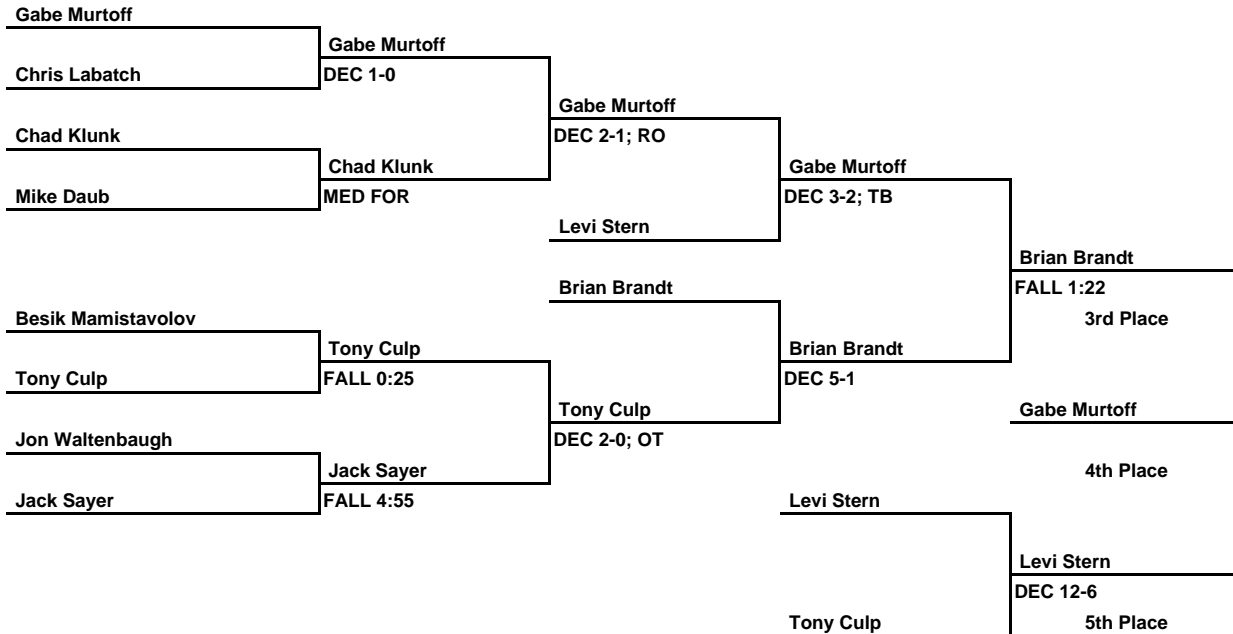 Gabe Murtoff
Gabe Murtoff
Chris Labatch
DEC 1-0
Gabe Murtoff
Chad Klunk
DEC 2-1; RO
Chad Klunk
Gabe Murtoff
Mike Daub
MED FOR
DEC 3-2; TB
Levi Stern
Brian Brandt
Brian Brandt
FALL 1:22
Besik Mamistavolov
3rd Place
Tony Culp
Brian Brandt
Tony Culp
FALL 0:25
DEC 5-1
Tony Culp
Gabe Murtoff
Jon Waltenbaugh
DEC 2-0; OT
Jack Sayer
4th Place
Jack Sayer
FALL 4:55
Levi Stern
Levi Stern
DEC 12-6
Tony Culp
5th Place